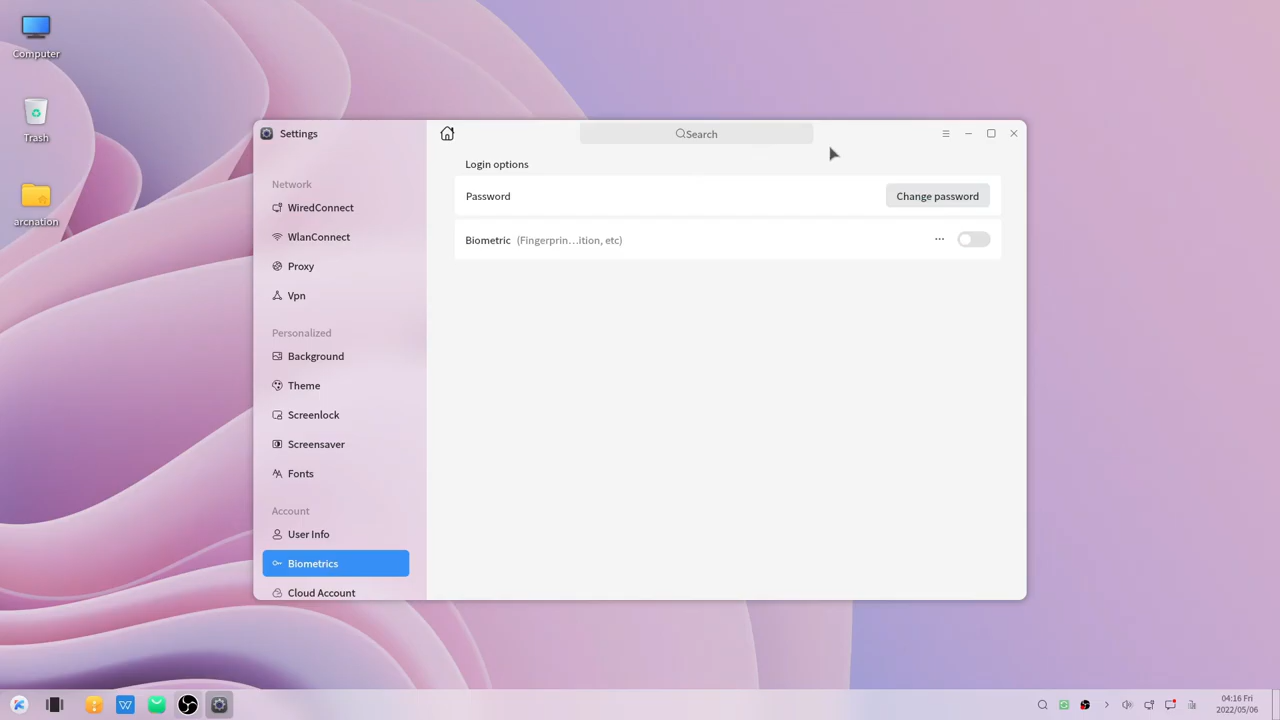 Computer
Trash
arcnation
Settings
Search
Login options
Password
Change password
Biometric (Fingerprin...ition, etc)
Network
WiredConnect
WlanConnect
Proxy
Vpn
Personalized
Background
Theme
Screenlock
Screensaver
Fonts
Account
User Info
Biometrics
Cloud Account
04:16 Fri
2022/05/06